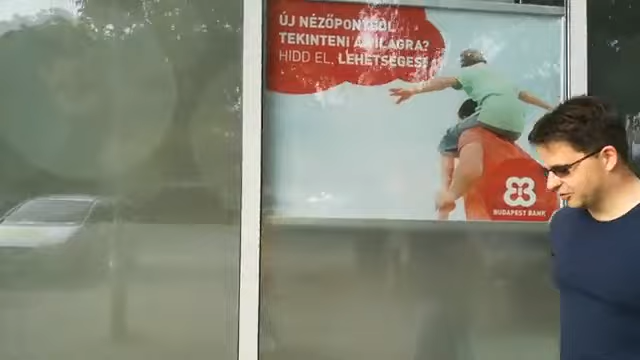 ÚJ NÉZŐPONTBÓL
TEKINTENI A VILÁGRA?
HIDD EL, LEHETSÉGES!
BUDAPEST BANK